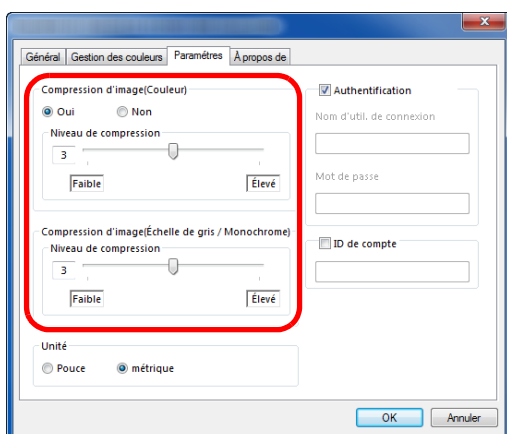 Général Gestion des couleurs Paramètres À propos de
Compression d'image(Couleur)
Oui Non
Niveau de compression
3
Faible Élevé
Compression d'image(Échelle de gris / Monochrome)
Niveau de compression
3
Faible Élevé
Unité
Pouce métrique
Authentification
Nom d'util. de connexion
Mot de passe
ID de compte
OK Annuler